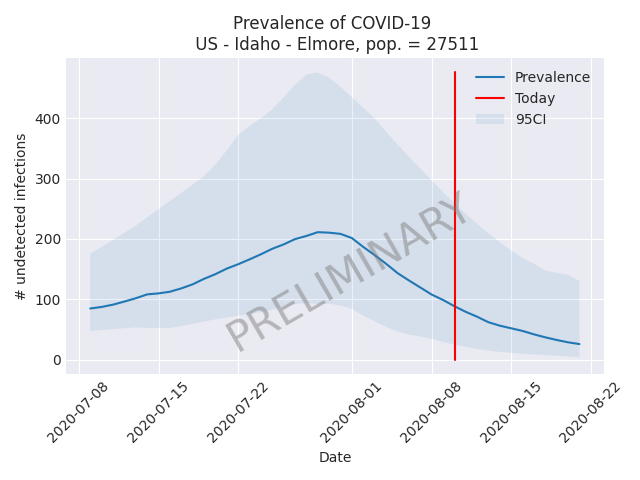 Prevalence of COVID-19
US - Idaho - Elmore, pop. = 27511
# undetected infections
400
300
200
100
0
Prevalence
Today
95CI
PRELIMINARY
2020-07-08
2020-07-15
2020-07-22
2020-08-01
2020-08-08
2020-08-15
2020-08-22
Date